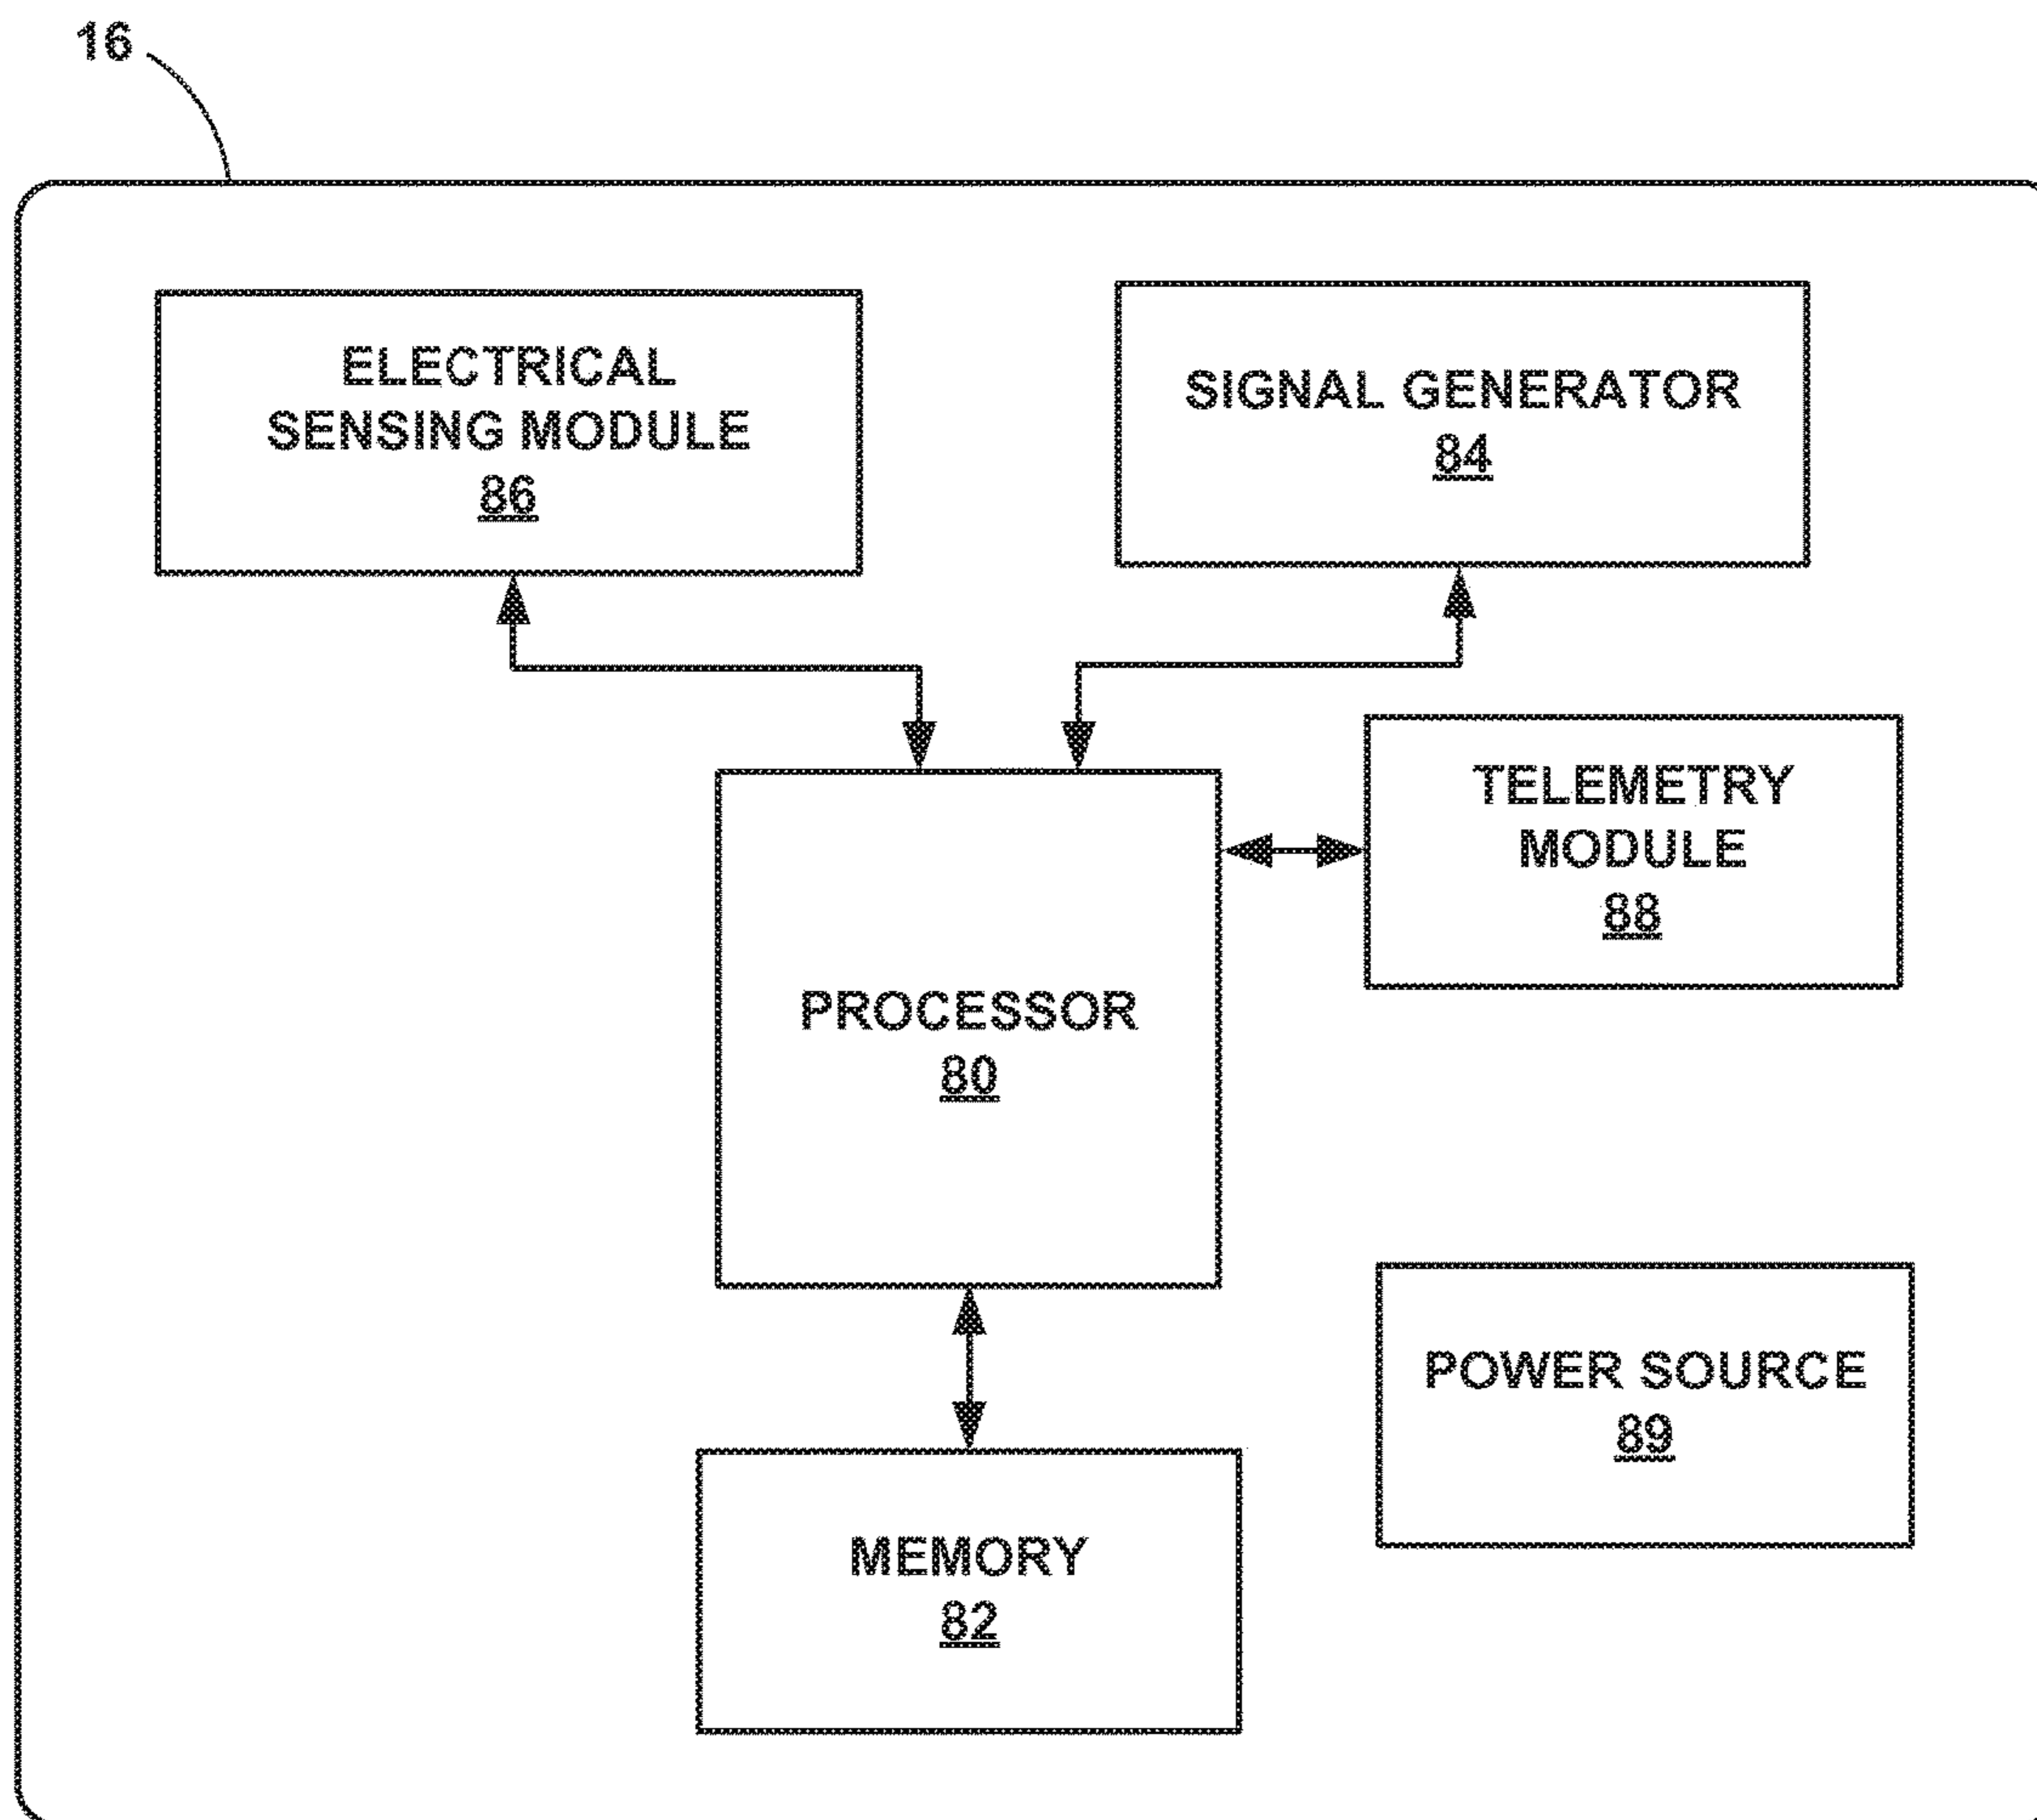 16
ELECTRICAL
SENSING MODULE
86
SIGNAL GENERATOR
84
TELEMETRY
MODULE
88
PROCESSOR
80
POWER SOURCE
89
MEMORY
82